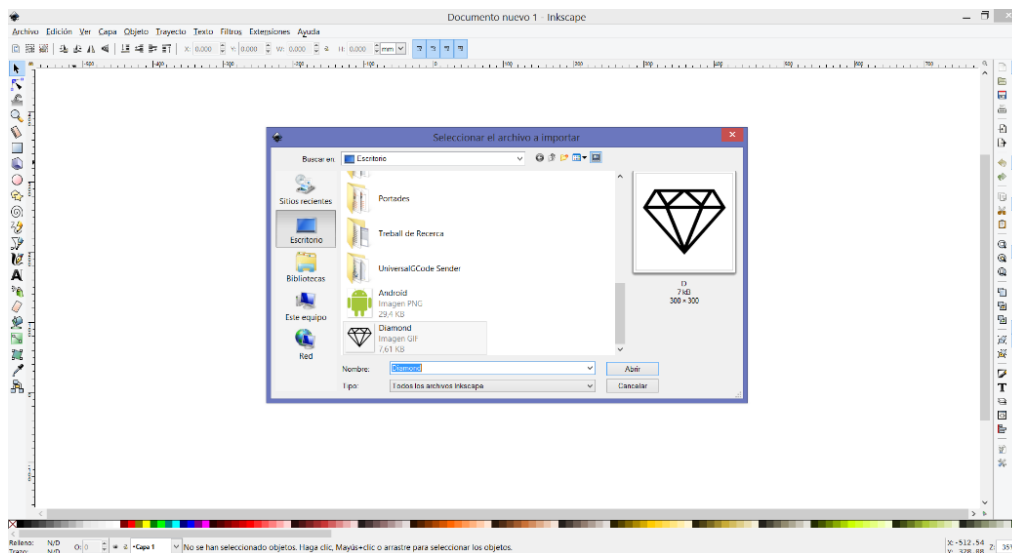 Documento nuevo 1 - Inkscape
Archivo Edición Ver Capa Objeto Trayecto Texto Filtros Extensiones Ayuda
X: 0,000 Y: 0,000 W: 0,000 H: 0,000 mm
Seleccionar el archivo a importar
Buscar en: Escritorio
Sitios recientes
Escritorio
Bibliotecas
Este equipo
Red
Portades
Treball de Recerca
UniversalGCode Sender
Android
Imagen PNG
29,4 KB
Diamond
Imagen GIF
7,61 KB
D
7 kB
300 × 300
Nombre: Diamond Abrir
Tipo: Todos los archivos Inkscape Cancelar
Relleno: N/D
Trazo: N/D
O: 0
Capa 1
No se han seleccionado objetos. Haga clic, Mayús+clic o arrastre para seleccionar los objetos.
X: -512.54
Y: 328.88
Z: 35%